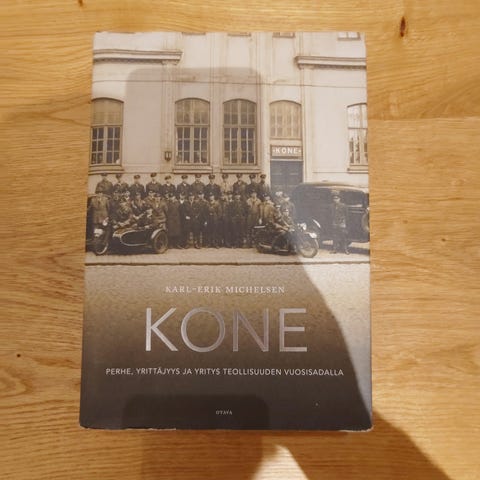 KONE
KARL-ERIK MICHELSEN
KONE
PERHE, YRITTÄJYYS JA YRITYS TEOLLISUUDEN VUOSISADALLA
OTAVA